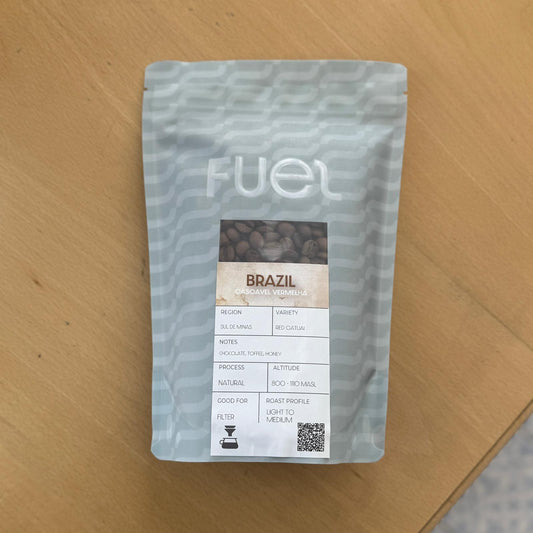 FUEL
BRAZIL
CASCAVEL VERMELHA
REGION
VARIETY
SUL DE MINAS
RED CATUAI
NOTES
CHOCOLATE, TOFFEE, HONEY
PROCESS
ALTITUDE
NATURAL
800 - 1110 MASL
GOOD FOR
ROAST PROFILE
FILTER
LIGHT TO
MEDIUM